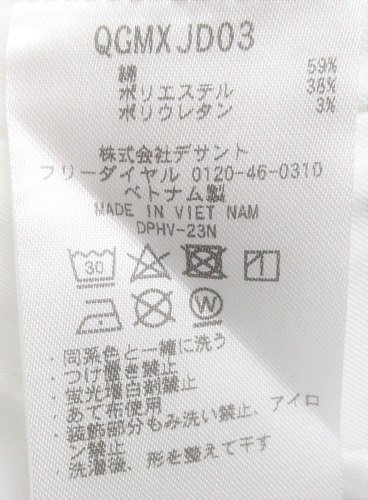 QGMXJD03
綿 59%
ポリエステル 38%
ポリウレタン 3%
株式会社デサント
フリーダイヤル 0120-46-0310
ベトナム製
MADE IN VIET NAM
DPHV-23N
30
W
・同系色と一緒に洗う
・つけ置き禁止
・蛍光増白剤禁止
・あて布使用
・装飾部分もみ洗い禁止、アイロ
ン禁止
・洗濯後、形を整えて干す